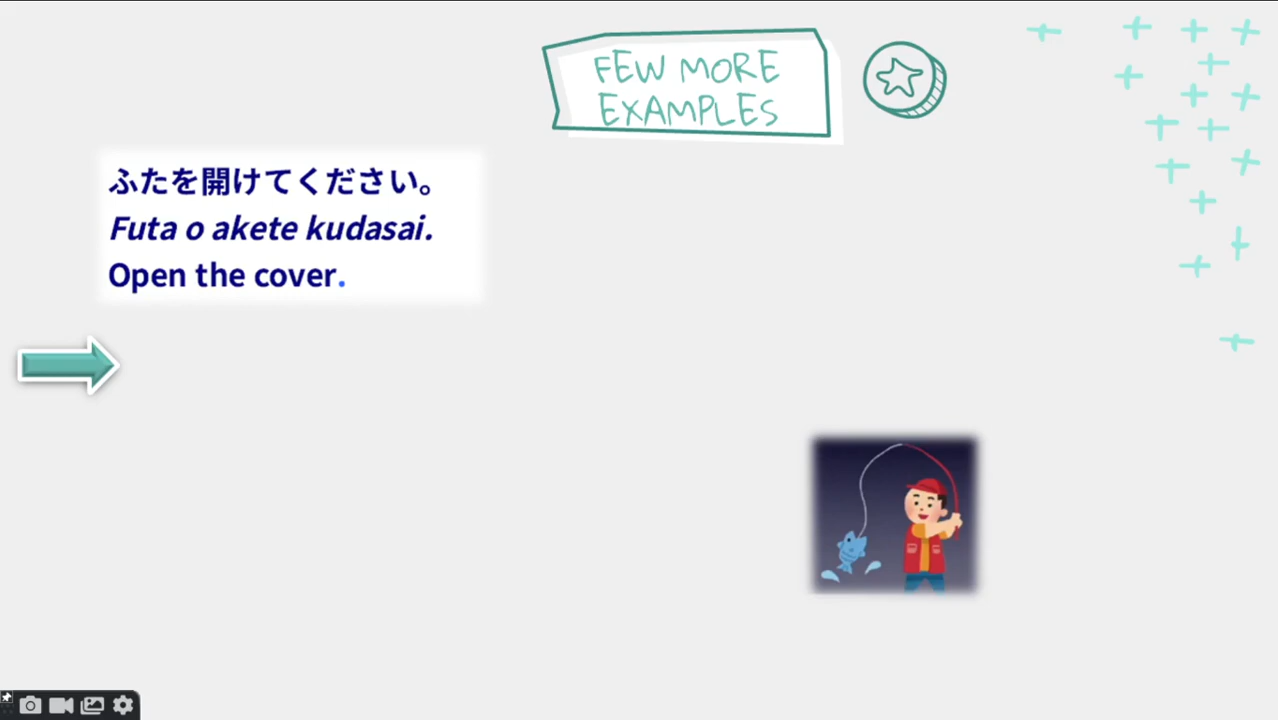 FEW MORE
EXAMPLES
ふたを開けてください。
Futa o akete kudasai.
Open the cover.